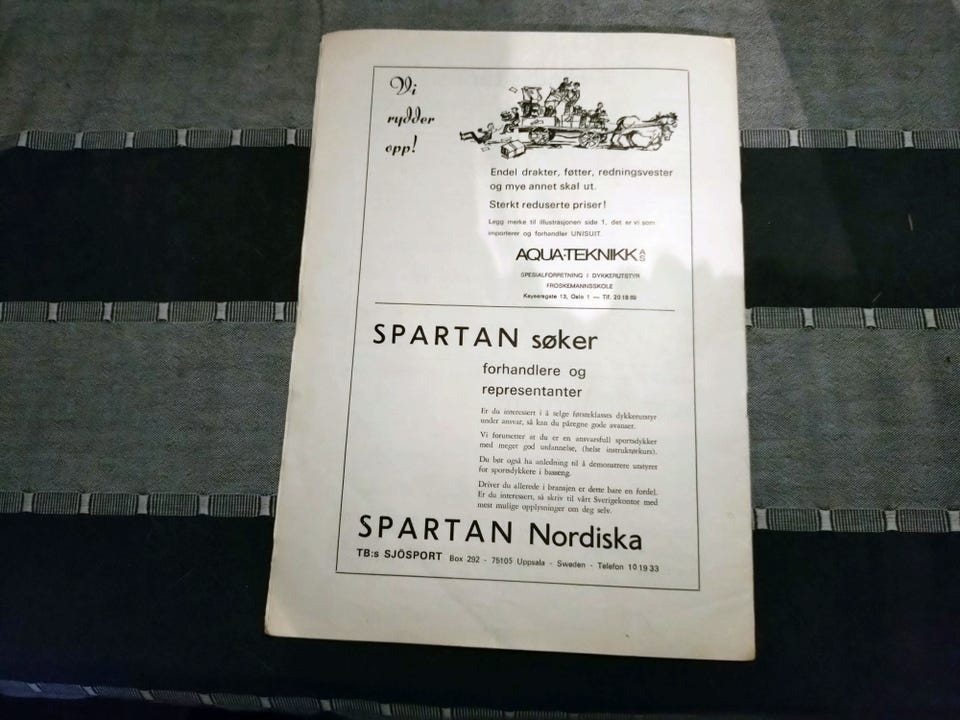 Vi
rydder
opp!
Endel drakter, føtter, redningsvester
og mye annet skal ut.
Sterkt reduserte priser!
Legg merke til illustrasjonen side 1, det er vi som
importerer og forhandler UNISUIT.
AQUA-TEKNIKK A/S
SPESIALFORRETNING I DYKKERUTSTYR
FROSKEMANNSSKOLE
Keysersgate 13, Oslo 1 — Tlf. 20 18 69
SPARTAN søker
forhandlere og
representanter
Er du interessert i å selge førsteklasses dykkerutstyr
under ansvar, så kan du påregne gode avanser.
Vi forutsetter at du er en ansvarsfull sportsdykker
med meget god utdannelse, (helst instruktørkurs).
Du bør også ha anledning til å demonstrere utstyret
for sportsdykkere i basseng.
Driver du allerede i bransjen er dette bare en fordel.
Er du interessert, så skriv til vårt Sverigekontor med
mest mulige opplysninger om deg selv.
SPARTAN Nordiska
TB:s SJÖSPORT Box 292 - 75105 Uppsala - Sweden - Telefon 10 19 33